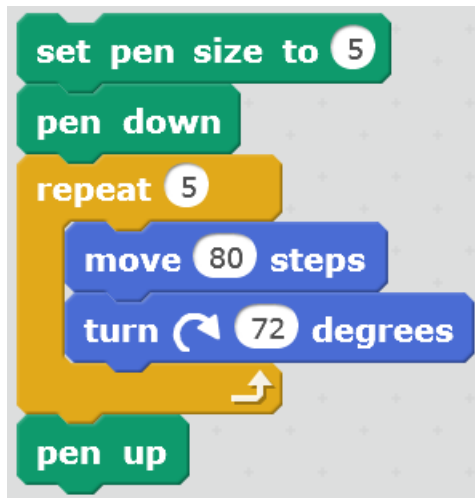 set pen size to 5
pen down
repeat 5
move 80 steps
turn 72 degrees
pen up